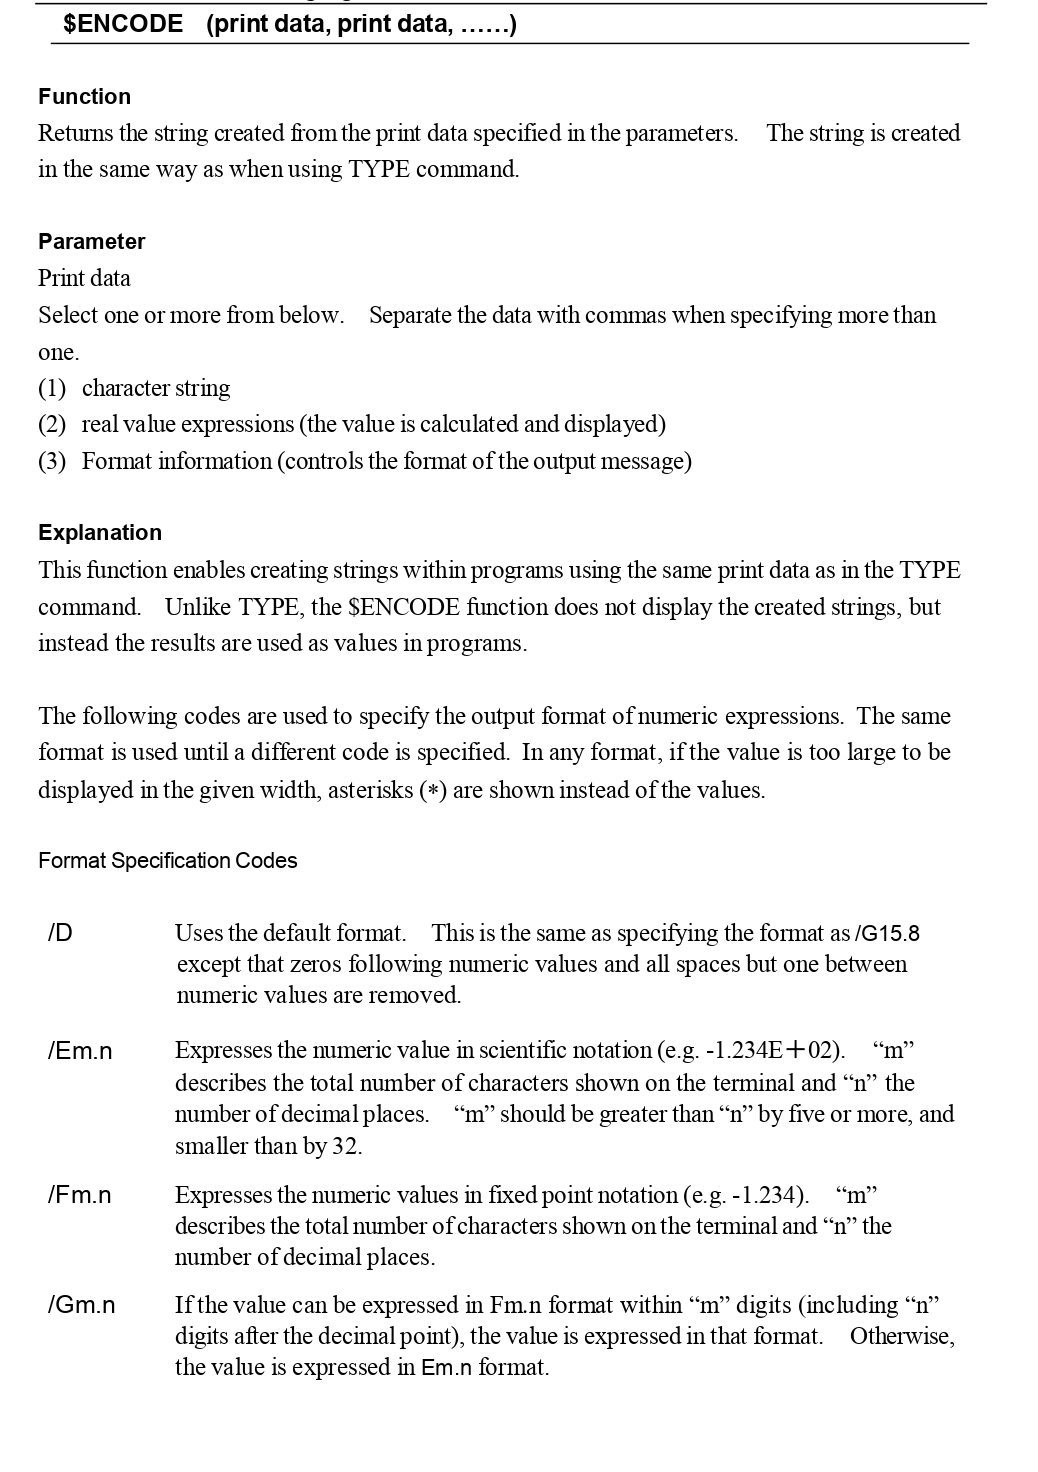 $ENCODE (print data, print data, ……)
Function
Returns the string created from the print data specified in the parameters. The string is created
in the same way as when using TYPE command.
Parameter
Print data
Select one or more from below. Separate the data with commas when specifying more than
one.
(1) character string
(2) real value expressions (the value is calculated and displayed)
(3) Format information (controls the format of the output message)
Explanation
This function enables creating strings within programs using the same print data as in the TYPE
command. Unlike TYPE, the $ENCODE function does not display the created strings, but
instead the results are used as values in programs.
The following codes are used to specify the output format of numeric expressions. The same
format is used until a different code is specified. In any format, if the value is too large to be
displayed in the given width, asterisks (*) are shown instead of the values.
Format Specification Codes
/D Uses the default format. This is the same as specifying the format as /G15.8
except that zeros following numeric values and all spaces but one between
numeric values are removed.
/Em.n Expresses the numeric value in scientific notation (e.g. -1.234E+02). “m”
describes the total number of characters shown on the terminal and “n” the
number of decimal places. “m” should be greater than “n” by five or more, and
smaller than by 32.
/Fm.n Expresses the numeric values in fixed point notation (e.g. -1.234). “m”
describes the total number of characters shown on the terminal and “n” the
number of decimal places.
/Gm.n If the value can be expressed in Fm.n format within “m” digits (including “n”
digits after the decimal point), the value is expressed in that format. Otherwise,
the value is expressed in Em.n format.